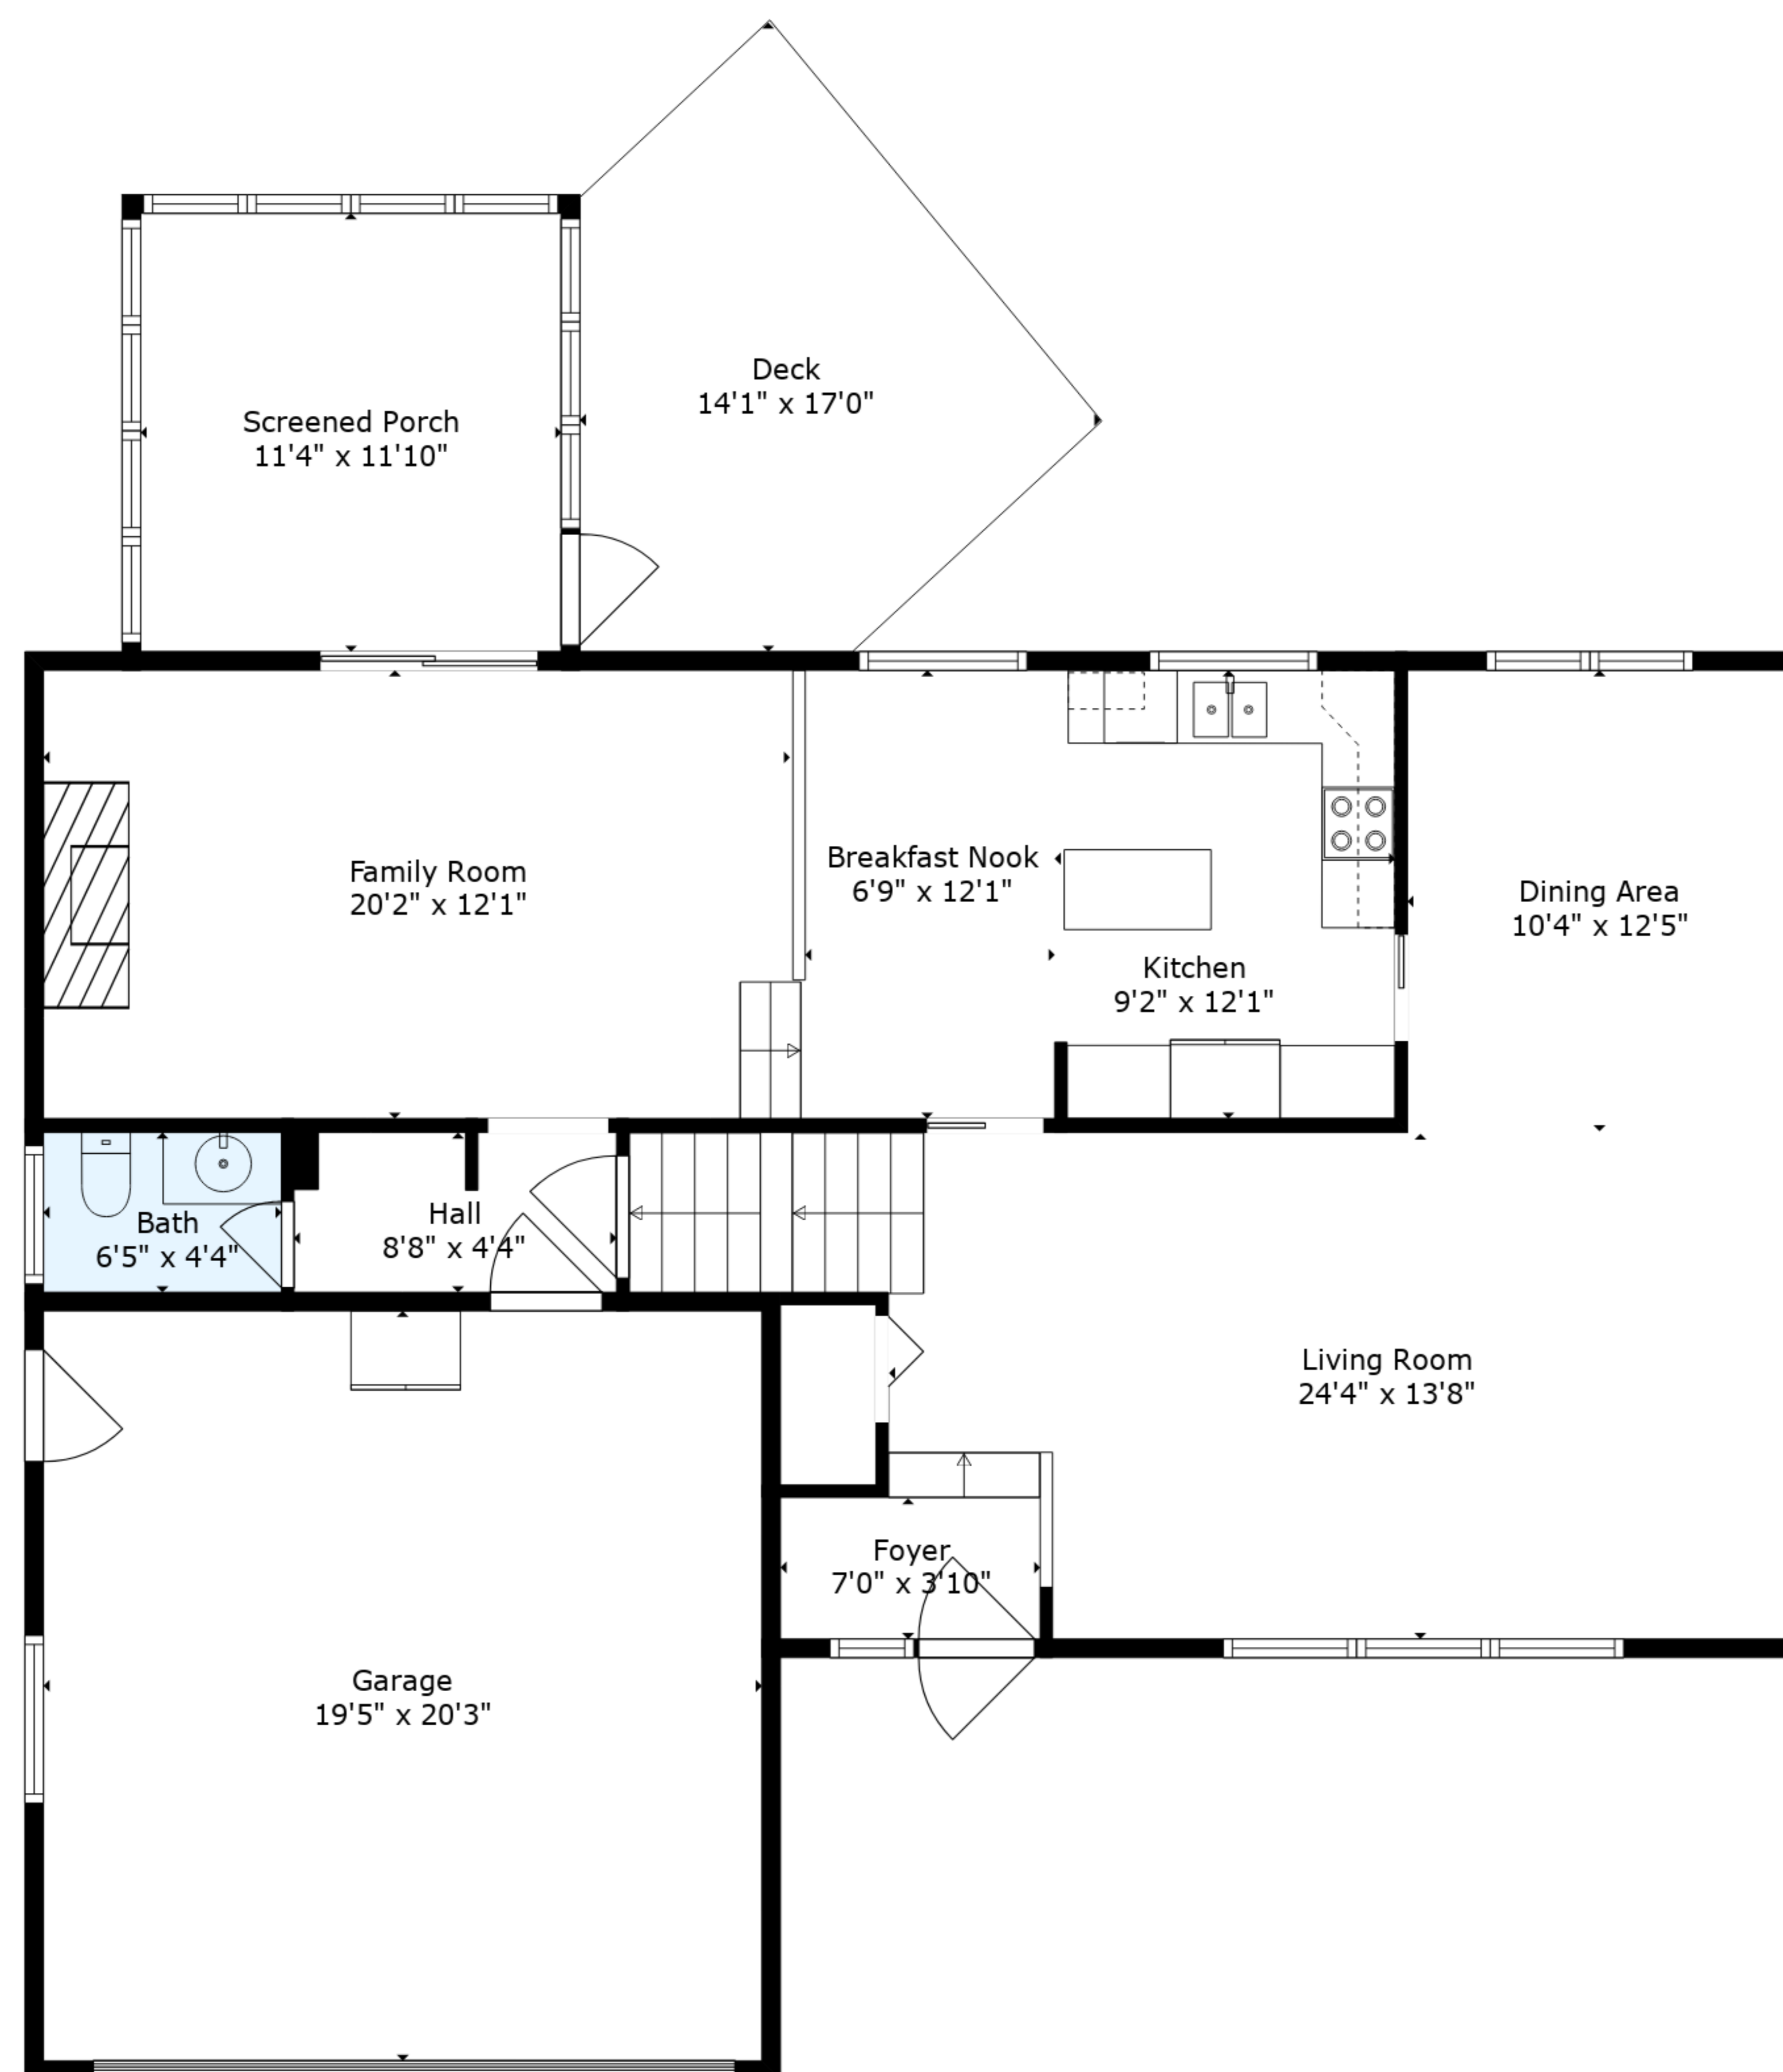 Deck
14'1" x 17'0"
Screened Porch
11'4" x 11'10"
Family Room
20'2" x 12'1"
Breakfast Nook
6'9" x 12'1"
Kitchen
9'2" x 12'1"
Dining Area
10'4" x 12'5"
Bath
6'5" x 4'4"
Hall
8'8" x 4'4"
Living Room
24'4" x 13'8"
Foyer
7'0" x 3'10"
Garage
19'5" x 20'3"